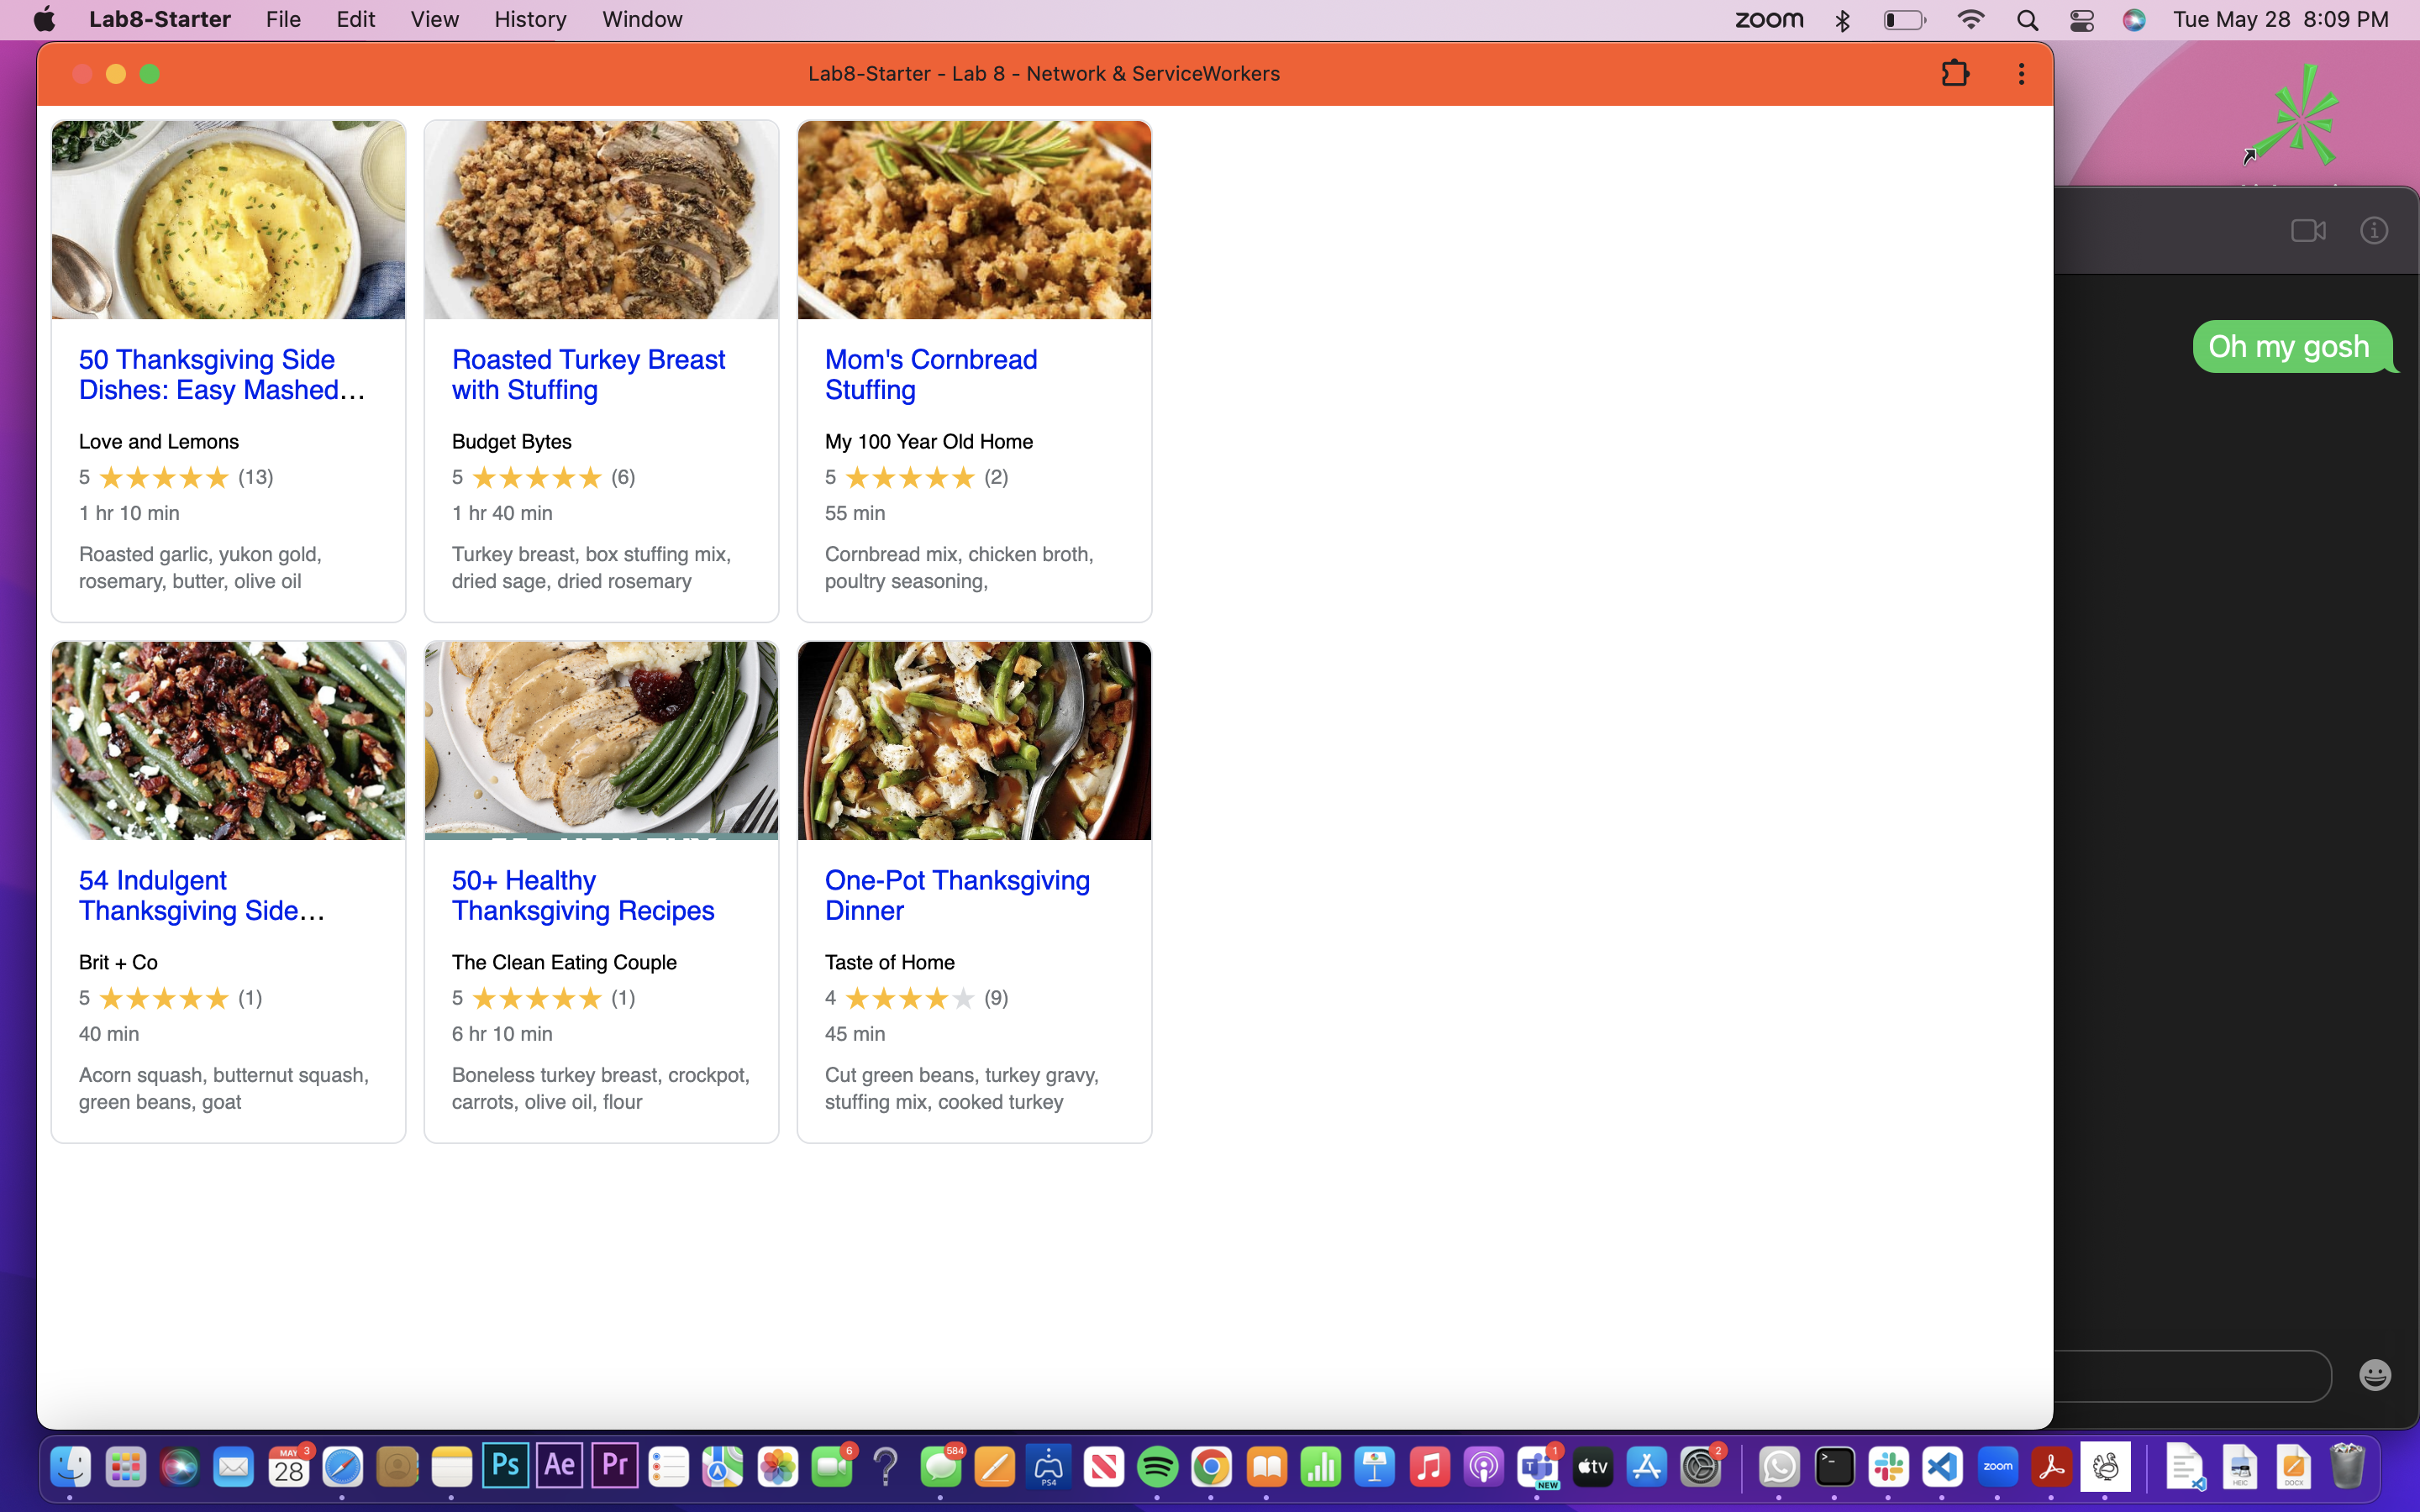 Lab8-Starter File Edit View History Window
zoom Tue May 28 8:09 PM
Lab8-Starter - Lab 8 - Network & ServiceWorkers
50 Thanksgiving Side
Dishes: Easy Mashed...
Love and Lemons
5 ★★★★★ (13)
1 hr 10 min
Roasted garlic, yukon gold,
rosemary, butter, olive oil
Roasted Turkey Breast
with Stuffing
Budget Bytes
5 ★★★★★ (6)
1 hr 40 min
Turkey breast, box stuffing mix,
dried sage, dried rosemary
Mom's Cornbread
Stuffing
My 100 Year Old Home
5 ★★★★★ (2)
55 min
Cornbread mix, chicken broth,
poultry seasoning,
54 Indulgent
Thanksgiving Side...
Brit + Co
5 ★★★★★ (1)
40 min
Acorn squash, butternut squash,
green beans, goat
50+ Healthy
Thanksgiving Recipes
The Clean Eating Couple
5 ★★★★★ (1)
6 hr 10 min
Boneless turkey breast, crockpot,
carrots, olive oil, flour
One-Pot Thanksgiving
Dinner
Taste of Home
4 ★★★★★ (9)
45 min
Cut green beans, turkey gravy,
stuffing mix, cooked turkey
Oh my gosh
MAY 3
28
Ps
Ae
Pr
6
?
584
PS4
T 1
NEW
tv
2
>-
zoom
HEIC
DOCX